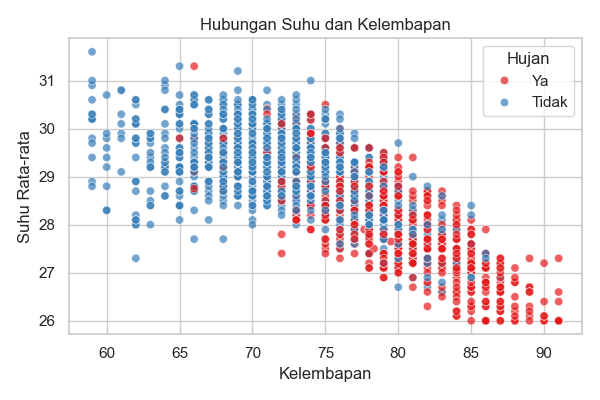 Hubungan Suhu dan Kelembapan
Hujan
Ya
Tidak
Suhu Rata-rata
31
30
29
28
27
26
60
65
70
75
80
85
90
Kelembapan